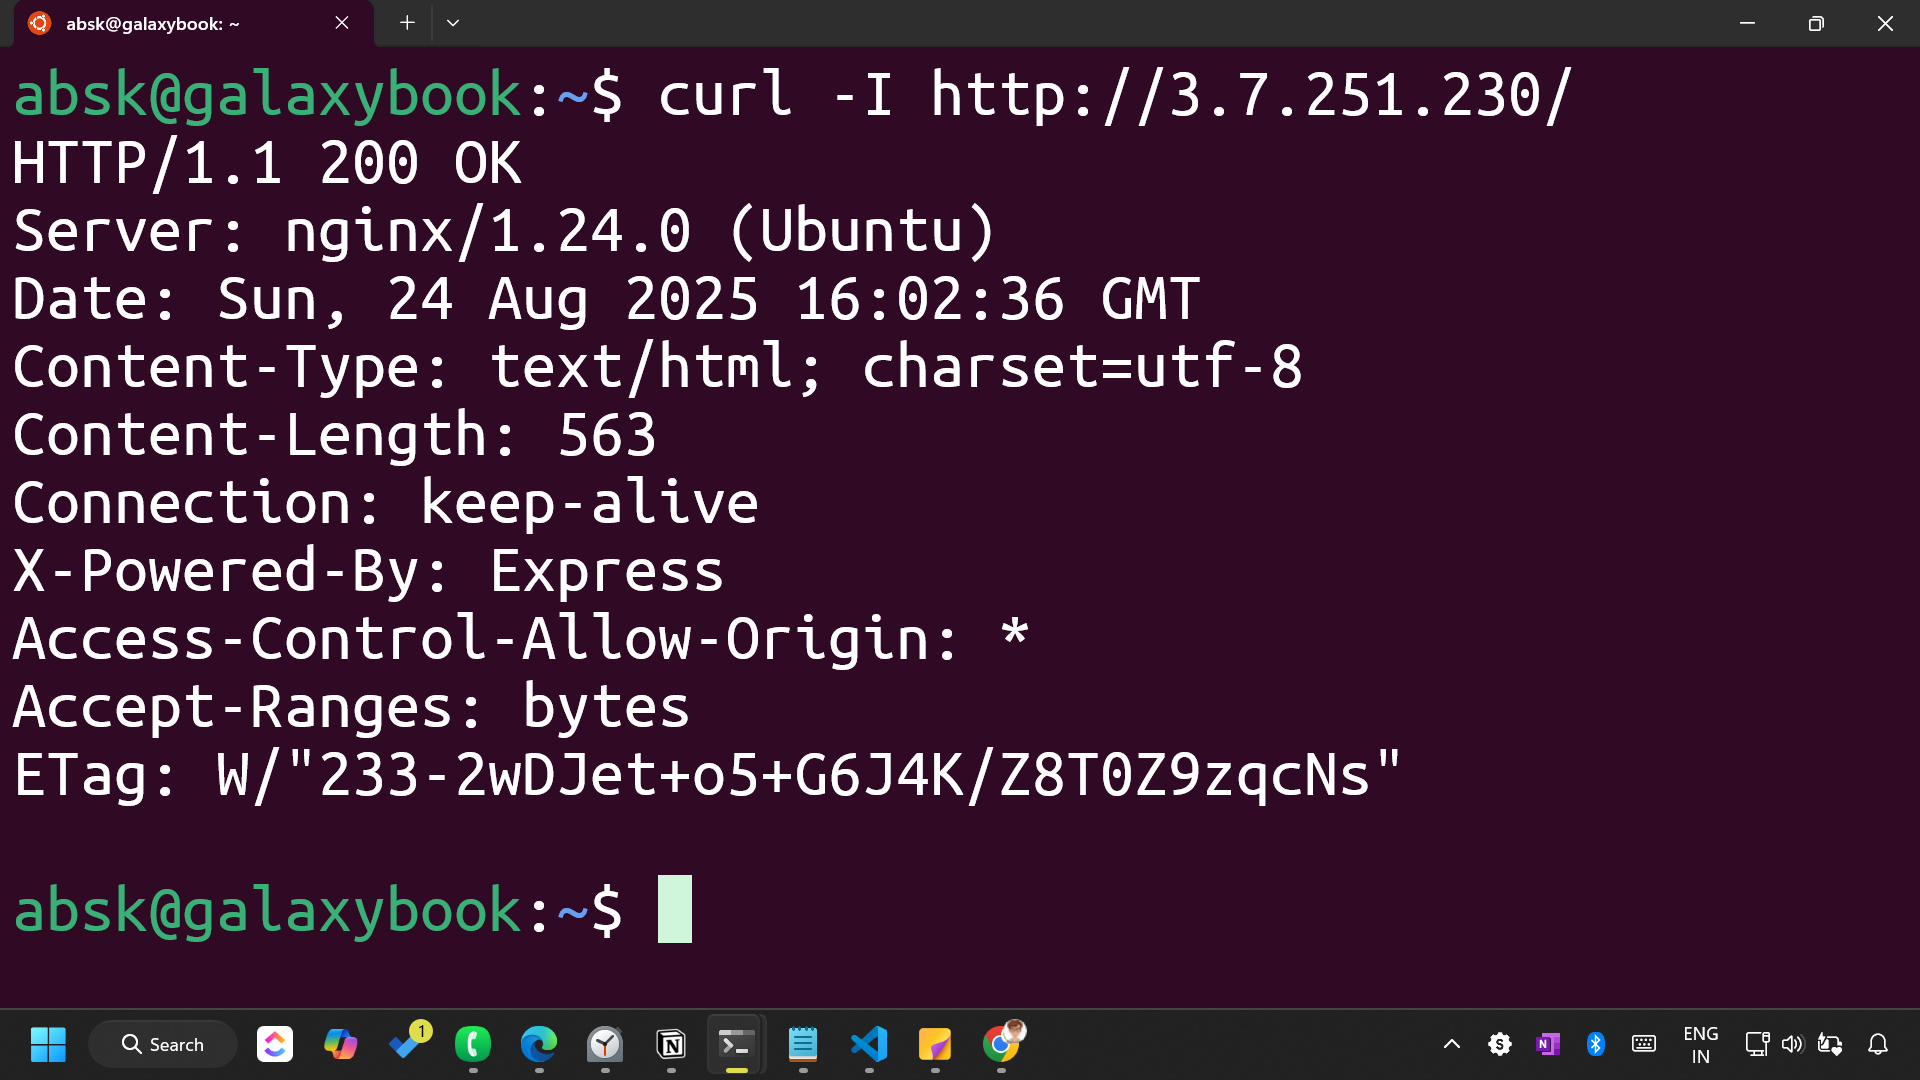 absk@galaxybook: ~
absk@galaxybook:~$ curl -I http://3.7.251.230/
HTTP/1.1 200 OK
Server: nginx/1.24.0 (Ubuntu)
Date: Sun, 24 Aug 2025 16:02:36 GMT
Content-Type: text/html; charset=utf-8
Content-Length: 563
Connection: keep-alive
X-Powered-By: Express
Access-Control-Allow-Origin: *
Accept-Ranges: bytes
ETag: W/"233-2wDJet+o5+G6J4K/Z8T0Z9zqcNs"
absk@galaxybook:~$
Search
1
ENG
IN